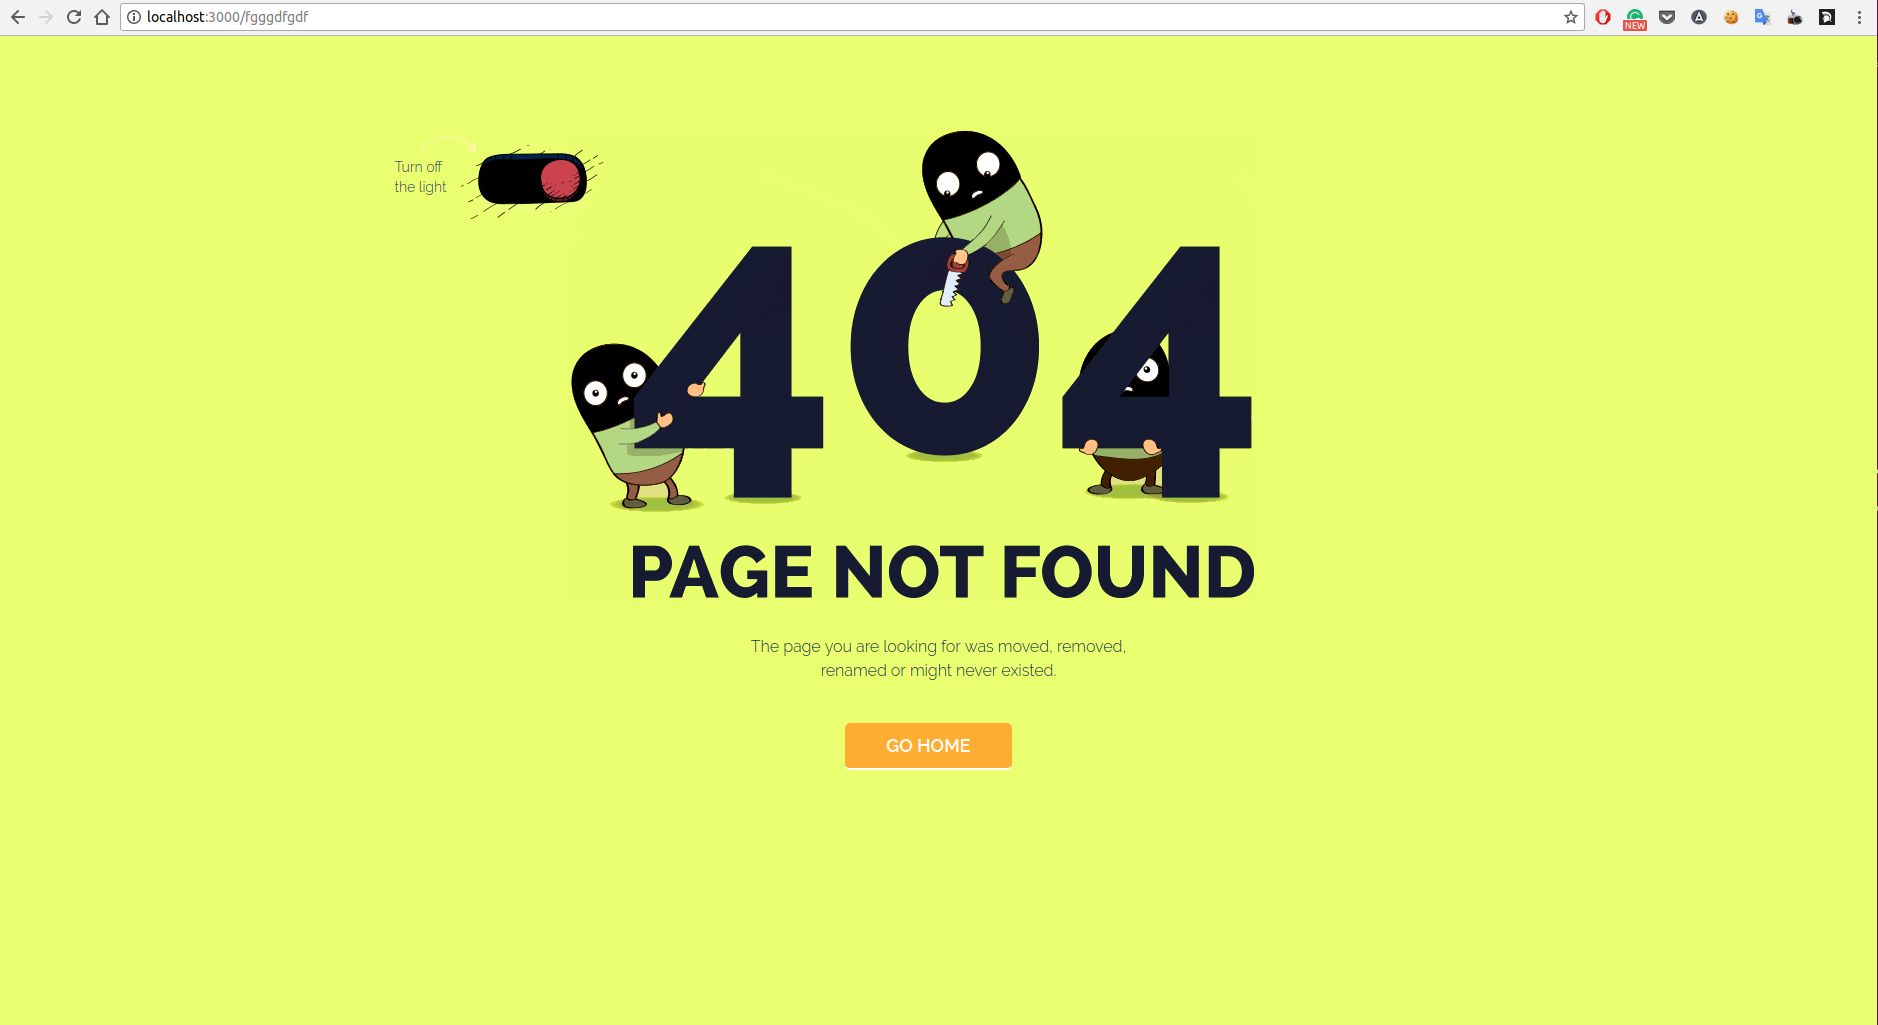 localhost:3000/fgggdfgdf
NEW
Turn off
the light
404
PAGE NOT FOUND
The page you are looking for was moved, removed,
renamed or might never existed.
GO HOME